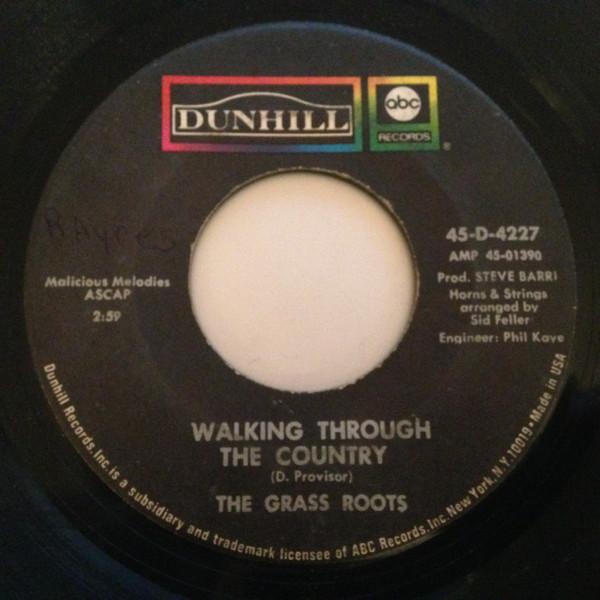 DUNHILL
abc
RECORDS
®
R Ayres
45-D-4227
AMP 45-01390
Malicious Melodies
ASCAP
2:59
Prod. STEVE BARRI
Horns & Strings
arranged by
Sid Feller
Engineer: Phil Kaye
WALKING THROUGH
THE COUNTRY
(D. Provisor)
THE GRASS ROOTS
Dunhill Records, Inc. is a subsidiary and trademark licensee of ABC Records, Inc. New York, N.Y. 10019 • Made in USA